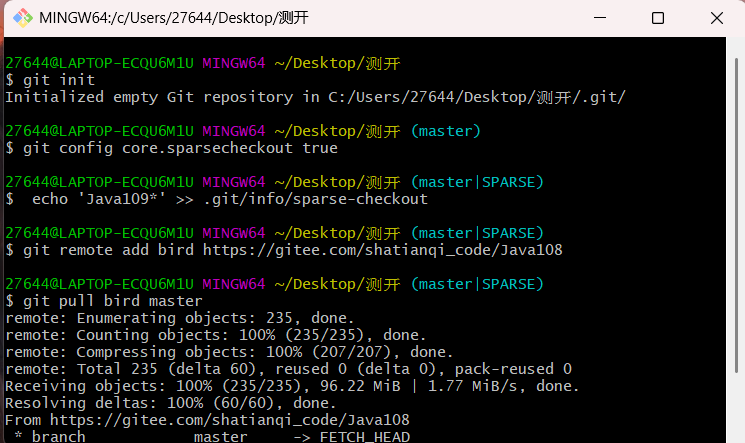 MINGW64:/c/Users/27644/Desktop/测开
27644@LAPTOP-ECQU6M1U MINGW64 ~/Desktop/测开
$ git init
Initialized empty Git repository in C:/Users/27644/Desktop/测开/.git/
27644@LAPTOP-ECQU6M1U MINGW64 ~/Desktop/测开 (master)
$ git config core.sparsecheckout true
27644@LAPTOP-ECQU6M1U MINGW64 ~/Desktop/测开 (master|SPARSE)
$  echo 'Java109*' >> .git/info/sparse-checkout
27644@LAPTOP-ECQU6M1U MINGW64 ~/Desktop/测开 (master|SPARSE)
$ git remote add bird https://gitee.com/shatianqi_code/Java108
27644@LAPTOP-ECQU6M1U MINGW64 ~/Desktop/测开 (master|SPARSE)
$ git pull bird master
remote: Enumerating objects: 235, done.
remote: Counting objects: 100% (235/235), done.
remote: Compressing objects: 100% (207/207), done.
remote: Total 235 (delta 60), reused 0 (delta 0), pack-reused 0
Receiving objects: 100% (235/235), 96.22 MiB | 1.77 MiB/s, done.
Resolving deltas: 100% (60/60), done.
From https://gitee.com/shatianqi_code/Java108
 * branch            master     -> FETCH_HEAD